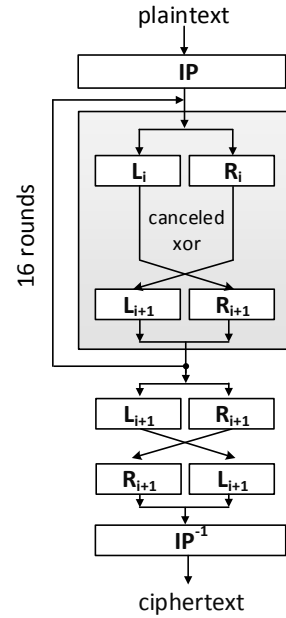 plaintext
IP
16 rounds
Lᵢ Rᵢ
canceled
xor
Lᵢ₊₁ Rᵢ₊₁
Lᵢ₊₁ Rᵢ₊₁
Rᵢ₊₁ Lᵢ₊₁
IP⁻¹
ciphertext